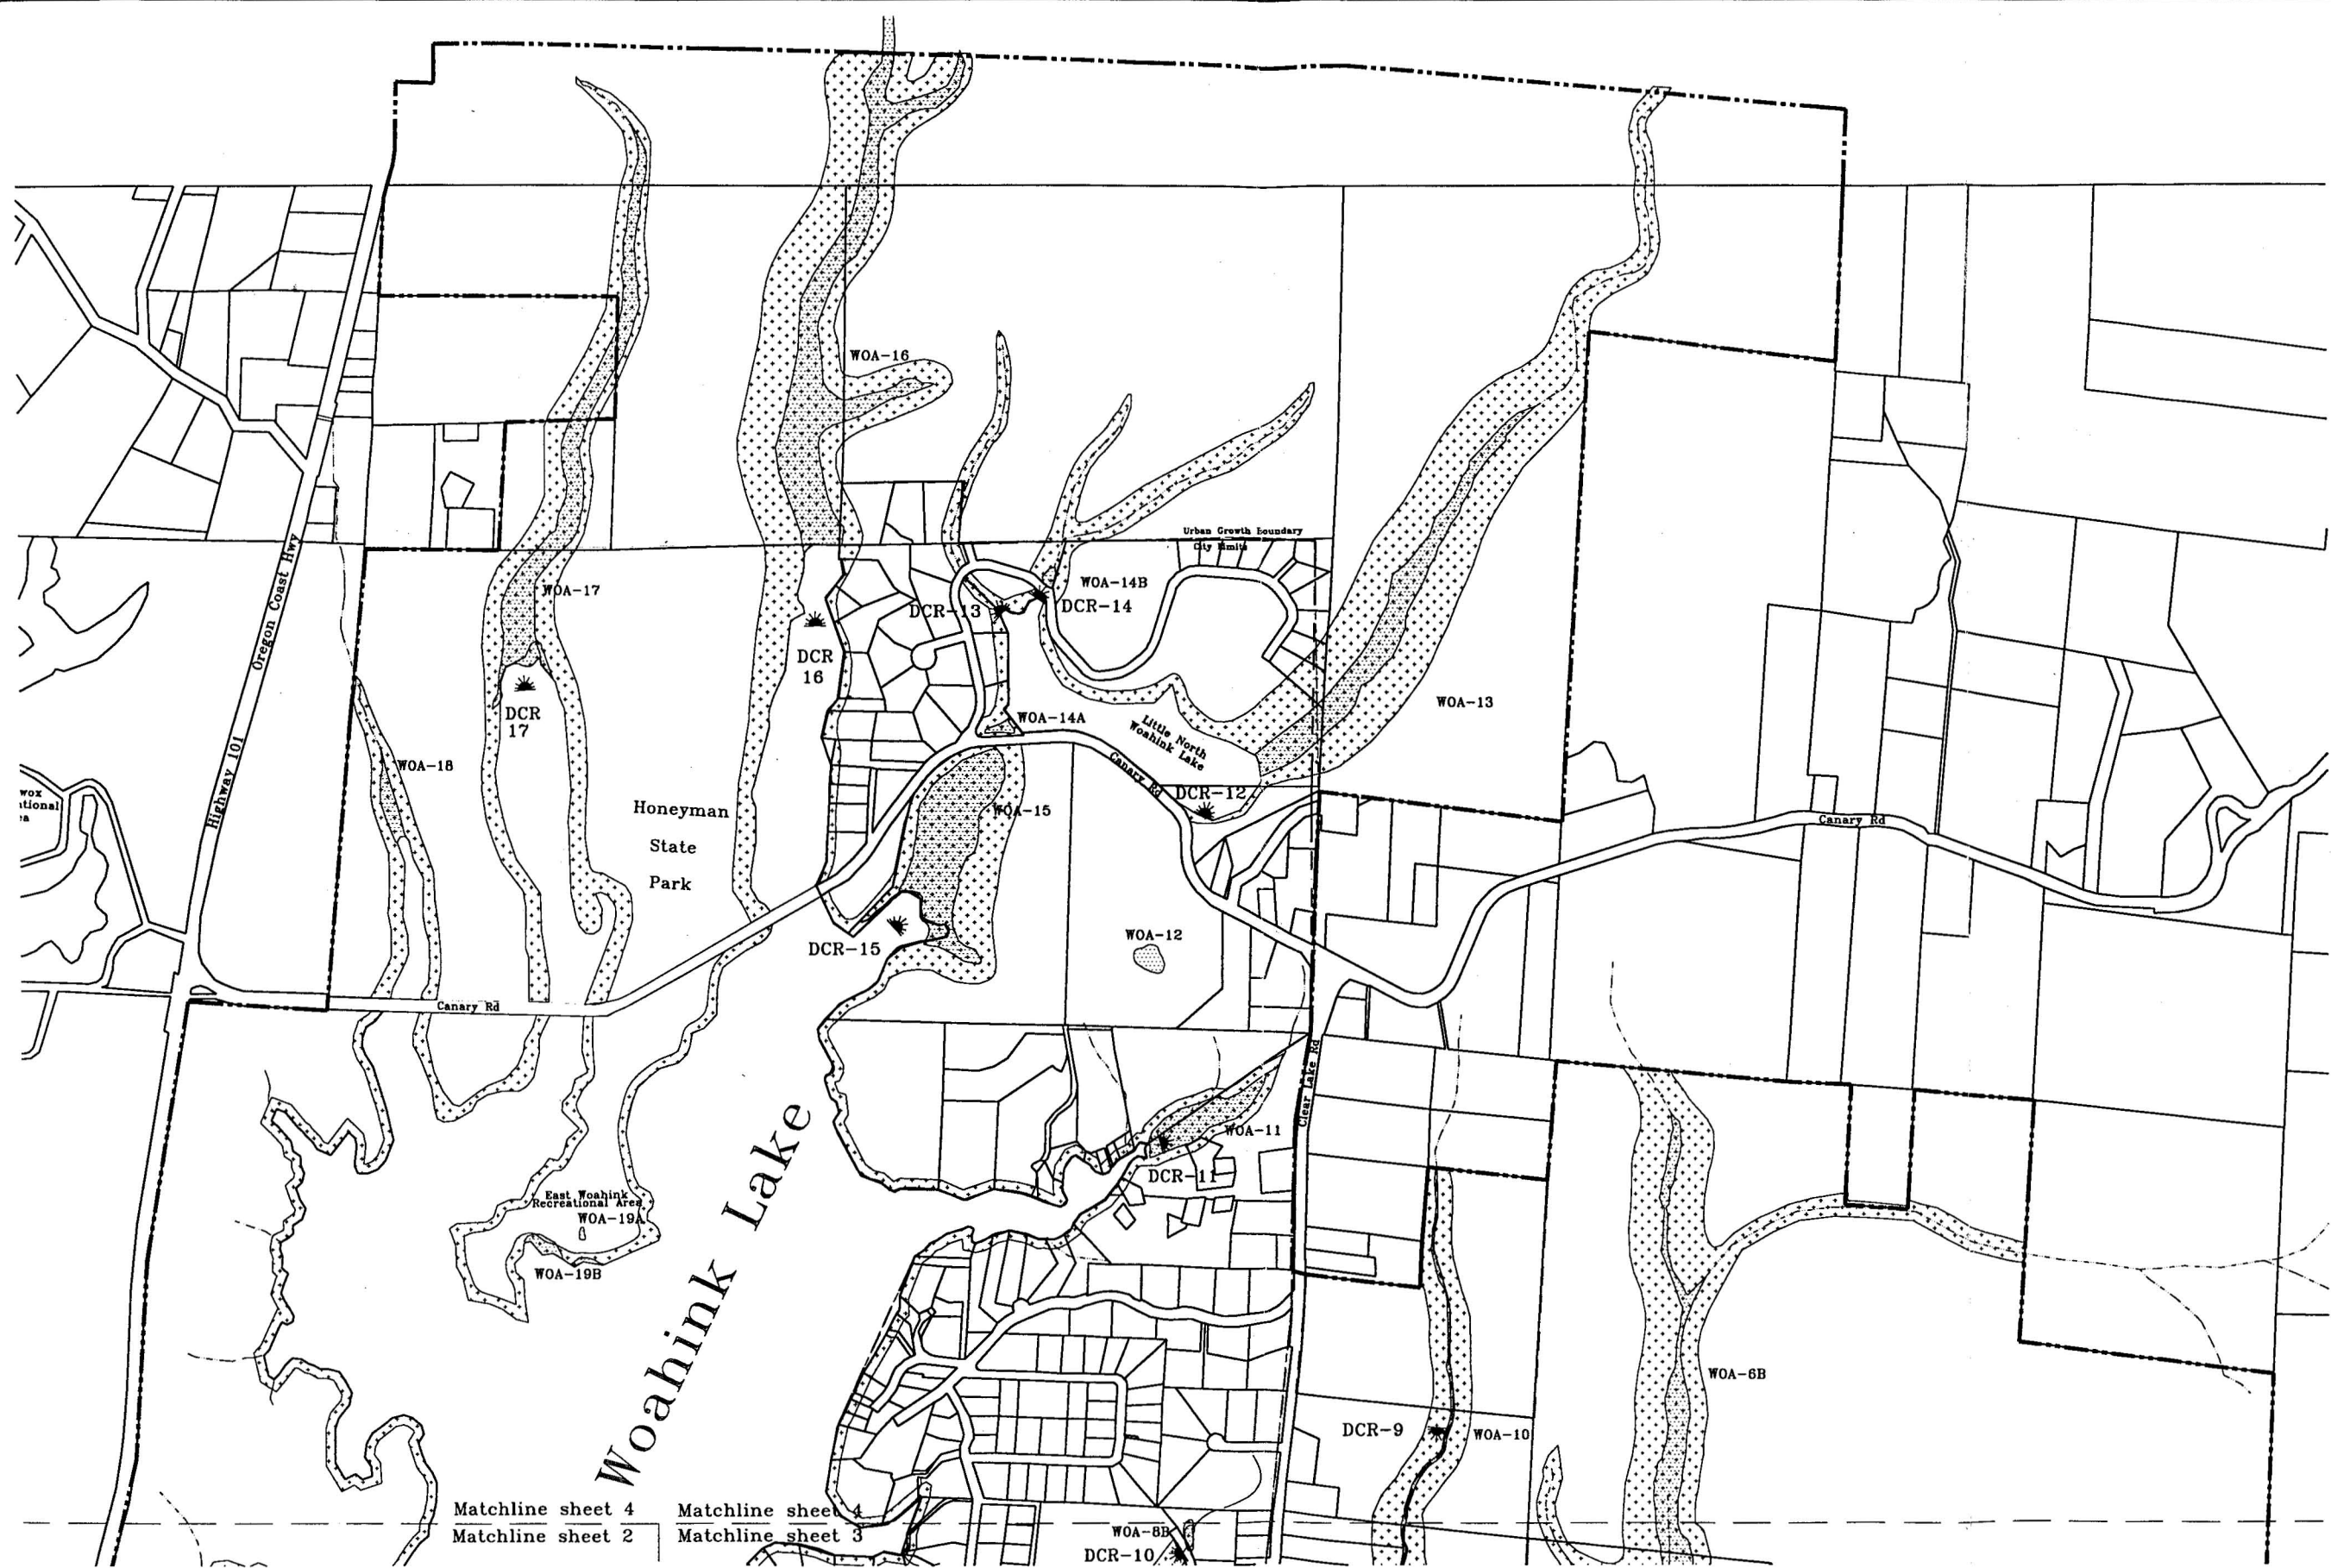 WOA-16
Urban Growth Boundary
City Limits
WOA-17
WOA-14B
DCR-13
DCR-14
Oregon Coast Hwy
DCR
16
DCR
17
WOA-13
WOA-14A
Little North
Woahink Lake
WOA-18
Highway 101
Canary Rd
DCR-12
Honeyman
State
Park
WOA-15
Canary Rd
DCR-15
WOA-12
Canary Rd
Clear Lake Rd
WOA-11
DCR-11
East Woahink
Recreational Area
WOA-19A
WOA-19B
Woahink Lake
WOA-6B
DCR-9
WOA-10
Matchline sheet 4
Matchline sheet 4
Matchline sheet 2
Matchline sheet 3
WOA-8B
DCR-10